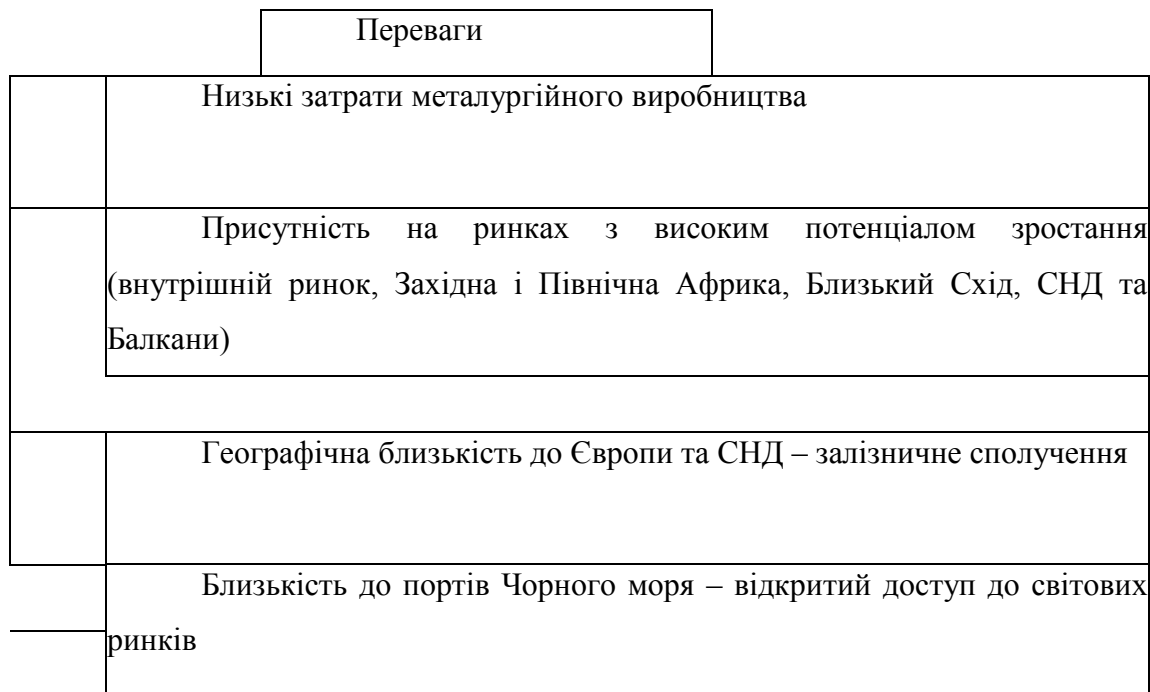 Переваги
Низькі затрати металургійного виробництва
Присутність на ринках з високим потенціалом зростання
(внутрішній ринок, Західна і Північна Африка, Близький Схід, СНД та
Балкани)
Географічна близькість до Європи та СНД – залізничне сполучення
Близькість до портів Чорного моря – відкритий доступ до світових
ринків